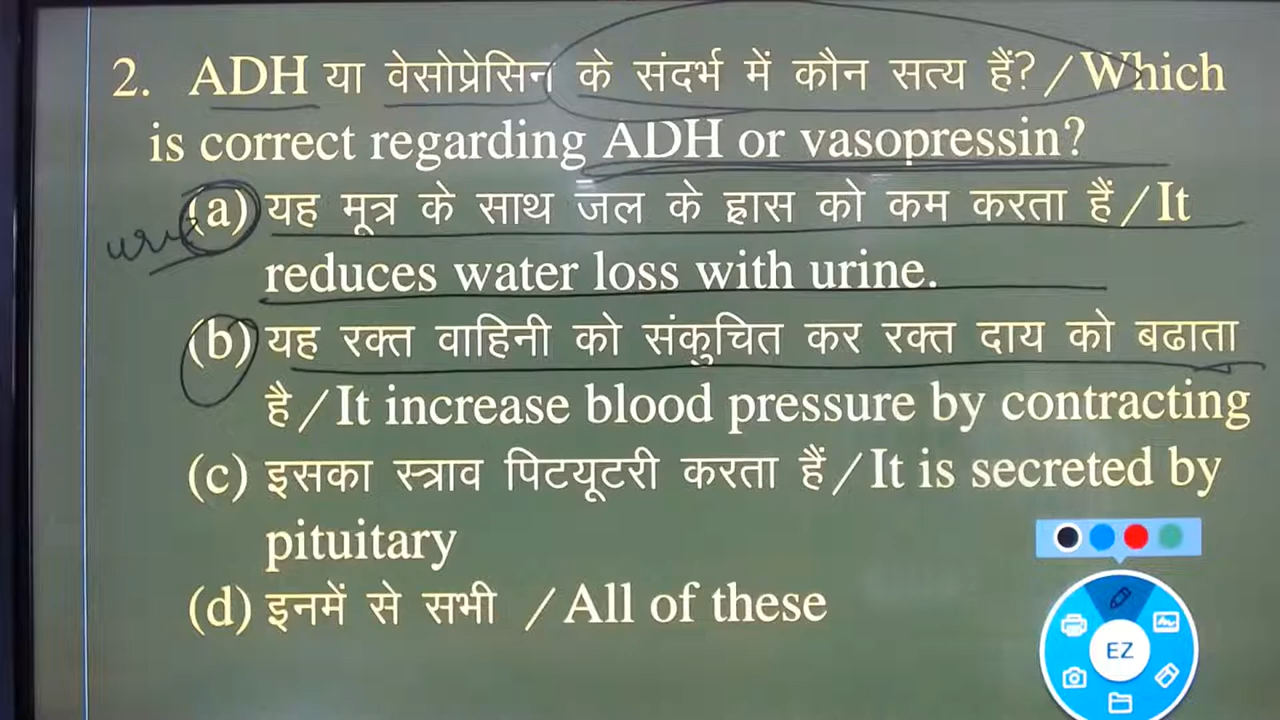 2. ADH या वेसोप्रेसिन के संदर्भ में कौन सत्य हैं? / Which
is correct regarding ADH or vasopressin?
(a) यह मूत्र के साथ जल के ह्रास को कम करता हैं / It
reduces water loss with urine.
(b) यह रक्त वाहिनी को संकुचित कर रक्त दाय को बढाता
है / It increase blood pressure by contracting
(c) इसका स्त्राव पिटयूटरी करता हैं / It is secreted by
pituitary
(d) इनमें से सभी / All of these
EZ